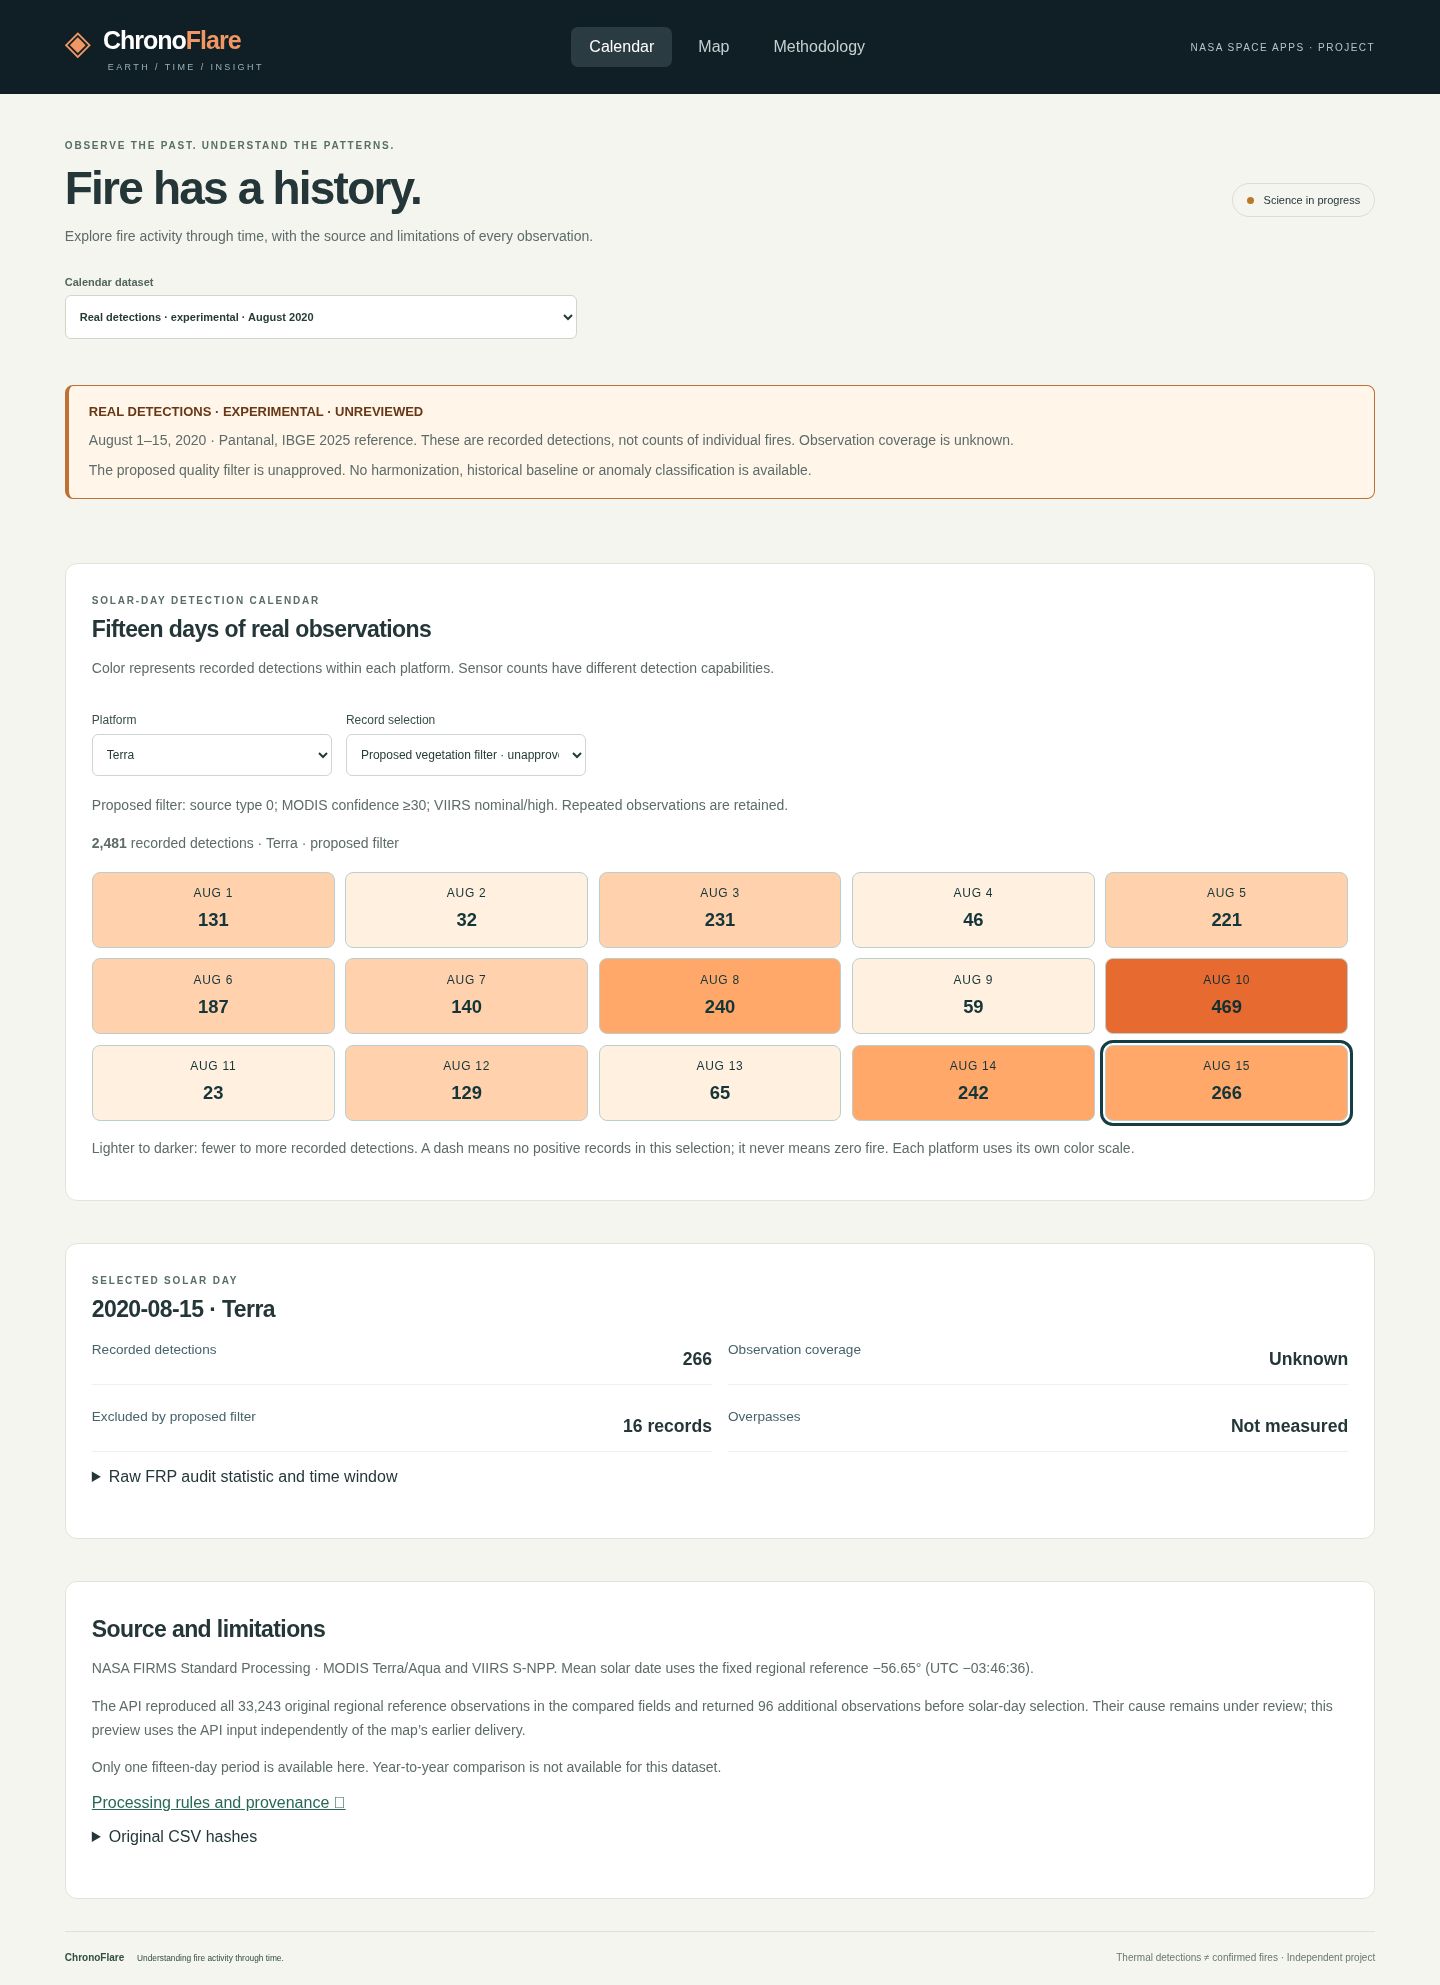 ChronoFlare
EARTH / TIME / INSIGHT
Calendar
Map
Methodology
NASA SPACE APPS · PROJECT
OBSERVE THE PAST. UNDERSTAND THE PATTERNS.
Fire has a history.
Explore fire activity through time, with the source and limitations of every observation.
Science in progress
Calendar dataset
Real detections · experimental · August 2020
REAL DETECTIONS · EXPERIMENTAL · UNREVIEWED
August 1–15, 2020 · Pantanal, IBGE 2025 reference. These are recorded detections, not counts of individual fires. Observation coverage is unknown.
The proposed quality filter is unapproved. No harmonization, historical baseline or anomaly classification is available.
SOLAR-DAY DETECTION CALENDAR
Fifteen days of real observations
Color represents recorded detections within each platform. Sensor counts have different detection capabilities.
Platform
Record selection
Terra
Proposed vegetation filter · unapprov
Proposed filter: source type 0; MODIS confidence ≥30; VIIRS nominal/high. Repeated observations are retained.
2,481 recorded detections · Terra · proposed filter
AUG 1
131
AUG 2
32
AUG 3
231
AUG 4
46
AUG 5
221
AUG 6
187
AUG 7
140
AUG 8
240
AUG 9
59
AUG 10
469
AUG 11
23
AUG 12
129
AUG 13
65
AUG 14
242
AUG 15
266
Lighter to darker: fewer to more recorded detections. A dash means no positive records in this selection; it never means zero fire. Each platform uses its own color scale.
SELECTED SOLAR DAY
2020-08-15 · Terra
Recorded detections
266
Observation coverage
Unknown
Excluded by proposed filter
16 records
Overpasses
Not measured
Raw FRP audit statistic and time window
Source and limitations
NASA FIRMS Standard Processing · MODIS Terra/Aqua and VIIRS S-NPP. Mean solar date uses the fixed regional reference −56.65° (UTC −03:46:36).
The API reproduced all 33,243 original regional reference observations in the compared fields and returned 96 additional observations before solar-day selection. Their cause remains under review; this
preview uses the API input independently of the map’s earlier delivery.
Only one fifteen-day period is available here. Year-to-year comparison is not available for this dataset.
Processing rules and provenance
Original CSV hashes
ChronoFlare
Understanding fire activity through time.
Thermal detections ≠ confirmed fires · Independent project